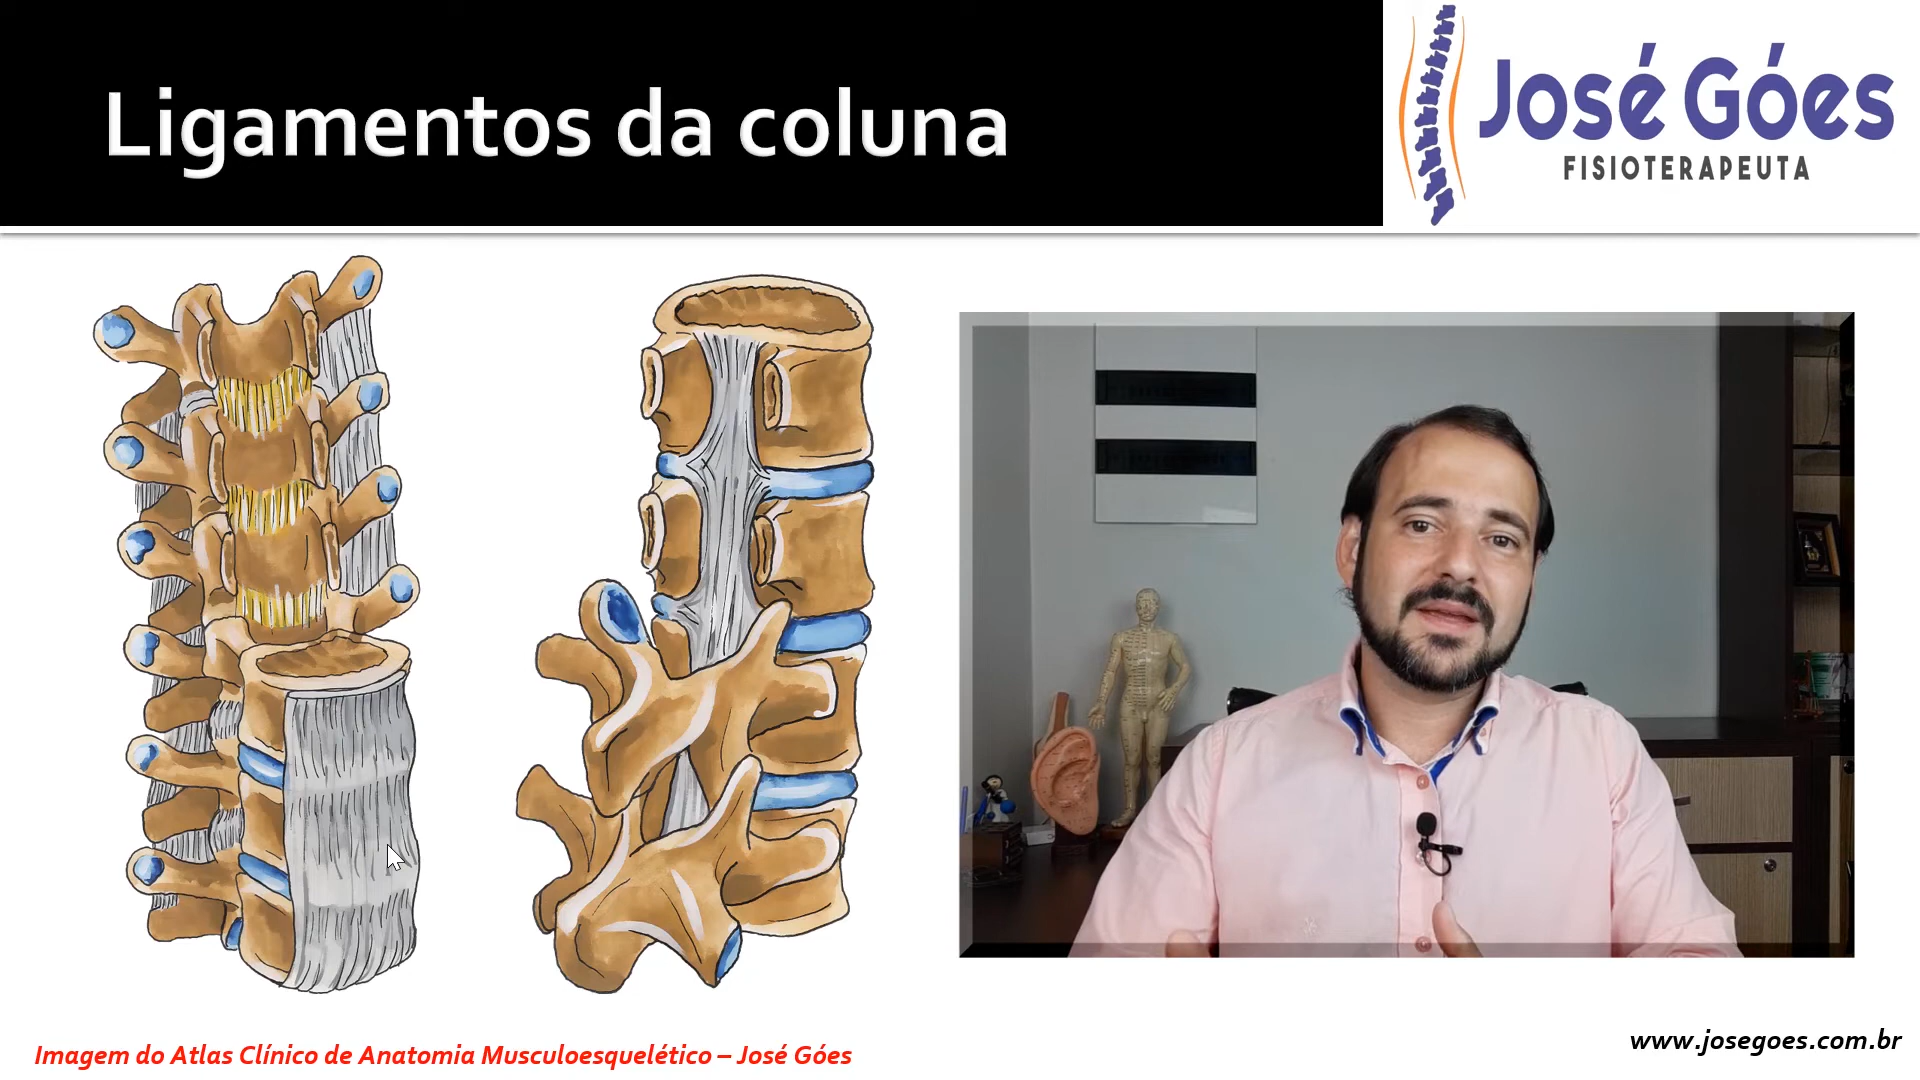 Ligamentos da coluna
José Góes
FISIOTERAPEUTA
Imagem do Atlas Clínico de Anatomia Musculoesquelético – José Góes
www.josegoes.com.br